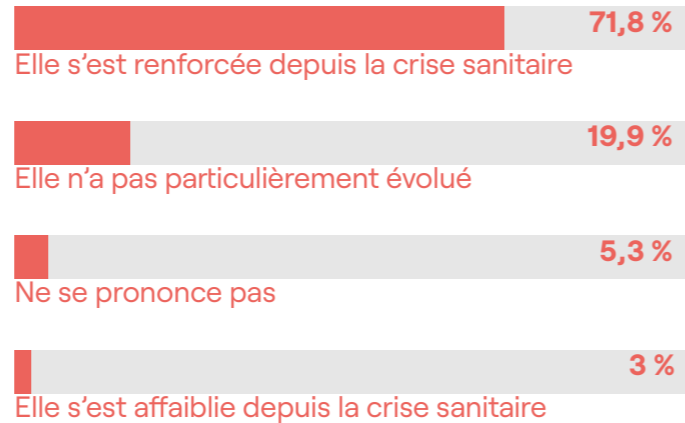 71,8 %
Elle s’est renforcée depuis la crise sanitaire
19,9 %
Elle n’a pas particulièrement évolué
5,3 %
Ne se prononce pas
3 %
Elle s’est affaiblie depuis la crise sanitaire